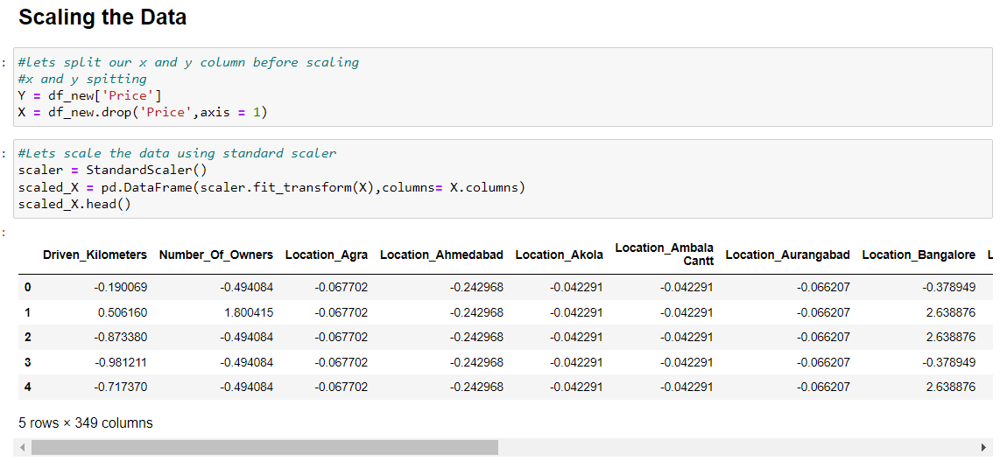 Scaling the Data
: #lets split our x and y column before scaling
#x and y spitting
Y = df_new['Price']
X = df_new.drop('Price',axis = 1)
: #Lets scale the data using standard scaler
scaler = StandardScaler()
scaled_X = pd.DataFrame(scaler.fit_transform(X),columns= X.columns)
scaled_X.head()
:
Driven_Kilometers Number_Of_Owners Location_Agra Location_Ahmedabad Location_Akola Location_Ambala Cantt Location_Aurangabad Location_Bangalore L
0 -0.190069 -0.494084 -0.067702 -0.242968 -0.042291 -0.042291 -0.066207 -0.378949
1 0.506160 1.800415 -0.067702 -0.242968 -0.042291 -0.042291 -0.066207 2.638876
2 -0.873380 -0.494084 -0.067702 -0.242968 -0.042291 -0.042291 -0.066207 2.638876
3 -0.981211 -0.494084 -0.067702 -0.242968 -0.042291 -0.042291 -0.066207 -0.378949
4 -0.717370 -0.494084 -0.067702 -0.242968 -0.042291 -0.042291 -0.066207 2.638876
5 rows × 349 columns